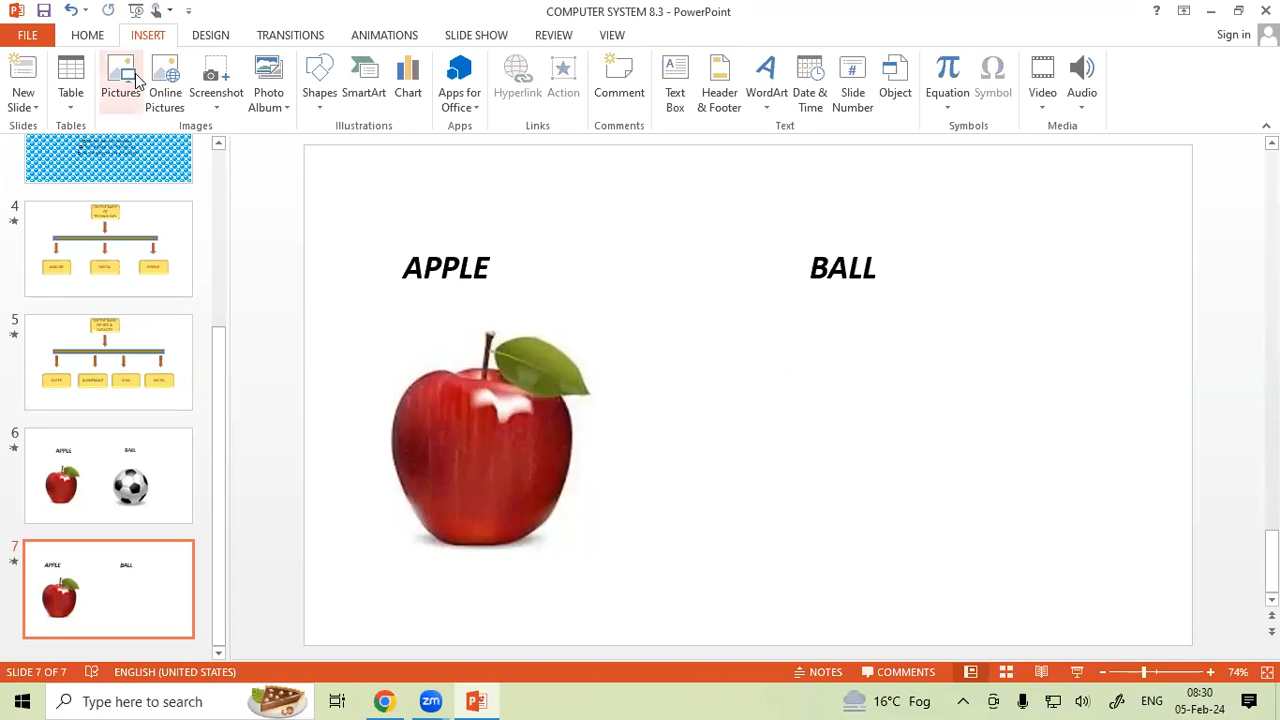 COMPUTER SYSTEM 8.3 - PowerPoint
FILE HOME INSERT DESIGN TRANSITIONS ANIMATIONS SLIDE SHOW REVIEW VIEW Sign in
New Slide Table Pictures Online Pictures Screenshot Photo Album Shapes SmartArt Chart Apps for Office Hyperlink Action Comment Text Box Header & Footer WordArt Date & Time Slide Number Object Equation Symbol Video Audio
Slides Tables Images Illustrations Apps Links Comments Text Symbols Media
4
5
6
APPLE BALL
7
APPLE BALL
APPLE BALL
SLIDE 7 OF 7 ENGLISH (UNITED STATES) NOTES COMMENTS 74%
Type here to search 16°C Fog ENG 08:30
05-Feb-24